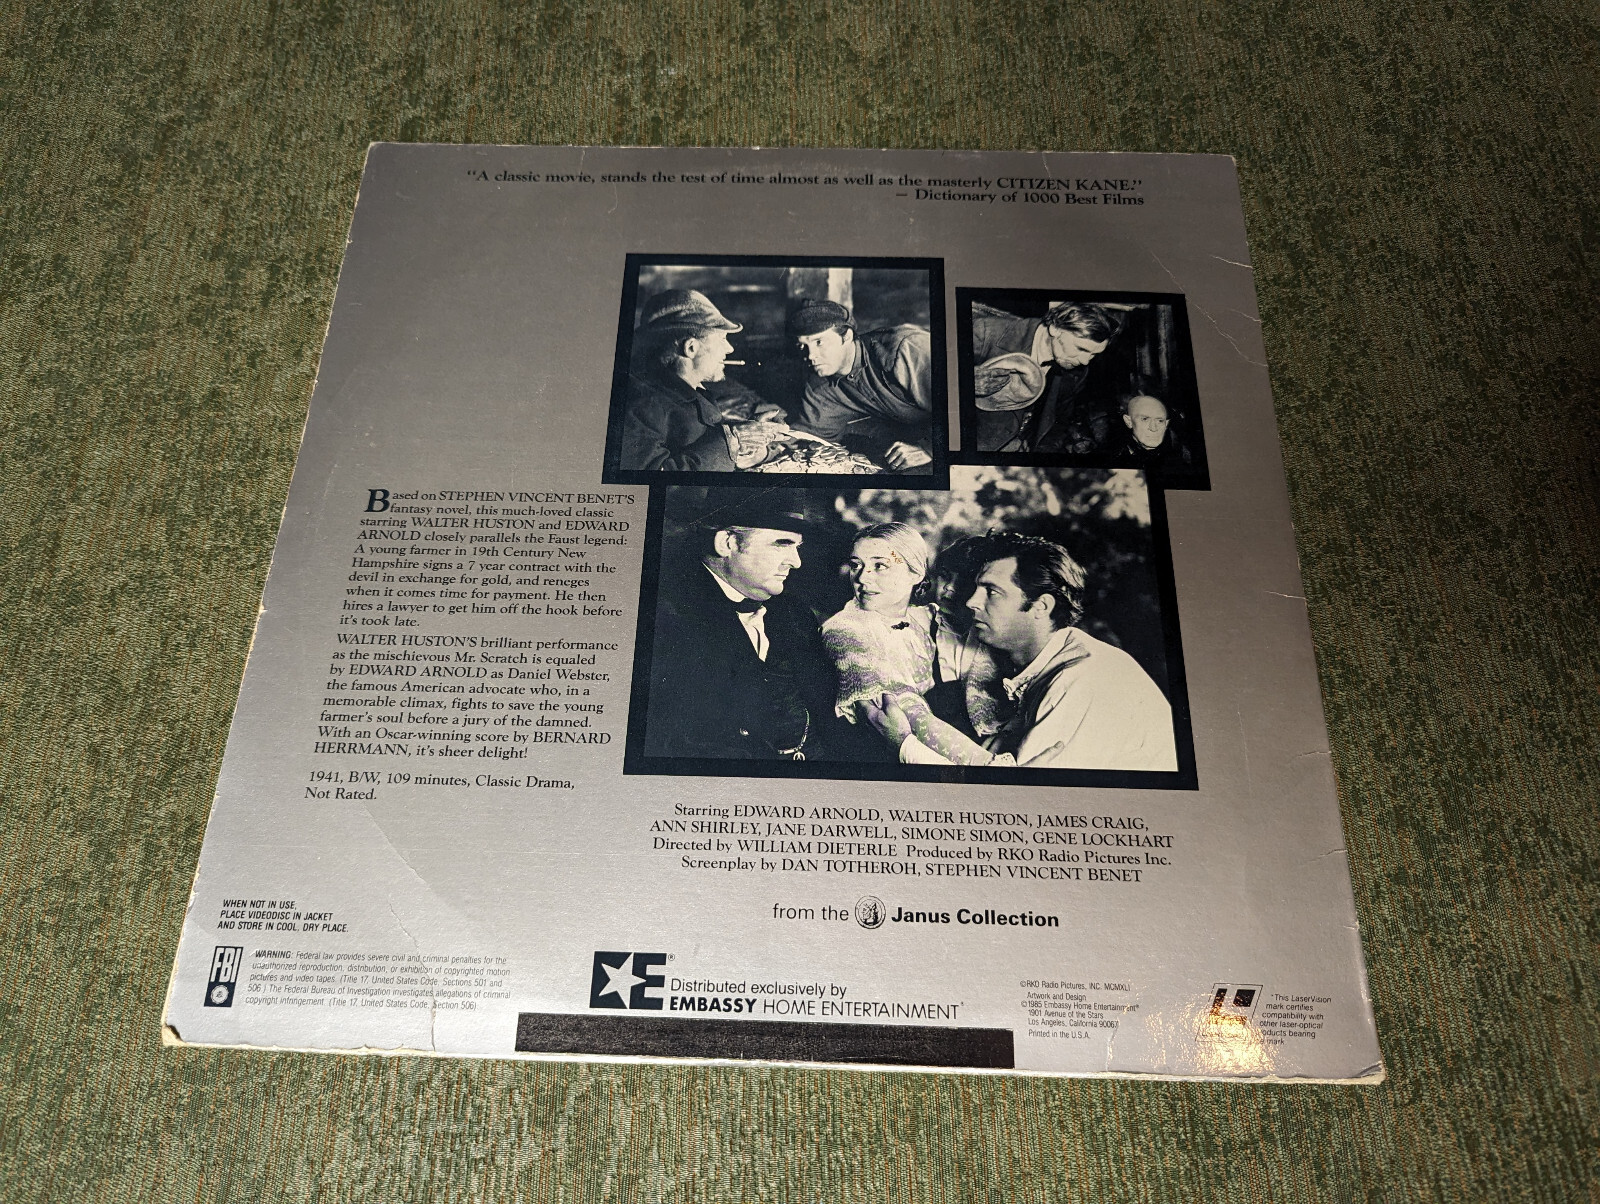 "A classic movie, stands the test of time almost as well as the masterly CITIZEN KANE."
— Dictionary of 1000 Best Films
Based on STEPHEN VINCENT BENET'S
fantasy novel, this much-loved classic
starring WALTER HUSTON and EDWARD
ARNOLD closely parallels the Faust legend:
A young farmer in 19th Century New
Hampshire signs a 7 year contract with the
devil in exchange for gold, and reneges
when it comes time for payment. He then
hires a lawyer to get him off the hook before
it's took late.
WALTER HUSTON'S brilliant performance
as the mischievous Mr. Scratch is equaled
by EDWARD ARNOLD as Daniel Webster,
the famous American advocate who, in a
memorable climax, fights to save the young
farmer's soul before a jury of the damned.
With an Oscar-winning score by BERNARD
HERRMANN, it's sheer delight!
1941, B/W, 109 minutes, Classic Drama,
Not Rated.
Starring EDWARD ARNOLD, WALTER HUSTON, JAMES CRAIG,
ANN SHIRLEY, JANE DARWELL, SIMONE SIMON, GENE LOCKHART
Directed by WILLIAM DIETERLE Produced by RKO Radio Pictures Inc.
Screenplay by DAN TOTHEROH, STEPHEN VINCENT BENET
from the Janus Collection
WHEN NOT IN USE,
PLACE VIDEODISC IN JACKET
AND STORE IN COOL, DRY PLACE.
FBI
WARNING: Federal law provides severe civil and criminal penalties for the
unauthorized reproduction, distribution, or exhibition of copyrighted motion
pictures and video tapes. (Title 17, United States Code, Sections 501 and
506.) The Federal Bureau of Investigation investigates allegations of criminal
copyright infringement. (Title 17, United States Code, Section 506).
E®
Distributed exclusively by
EMBASSY HOME ENTERTAINMENT®
©RKO Radio Pictures, INC. MCMXLI
Artwork and Design
©1985 Embassy Home Entertainment®
1901 Avenue of the Stars
Los Angeles, California 90067
Printed in the U.S.A.
This LaserVision
mark certifies
compatibility with
other laser-optical
mark